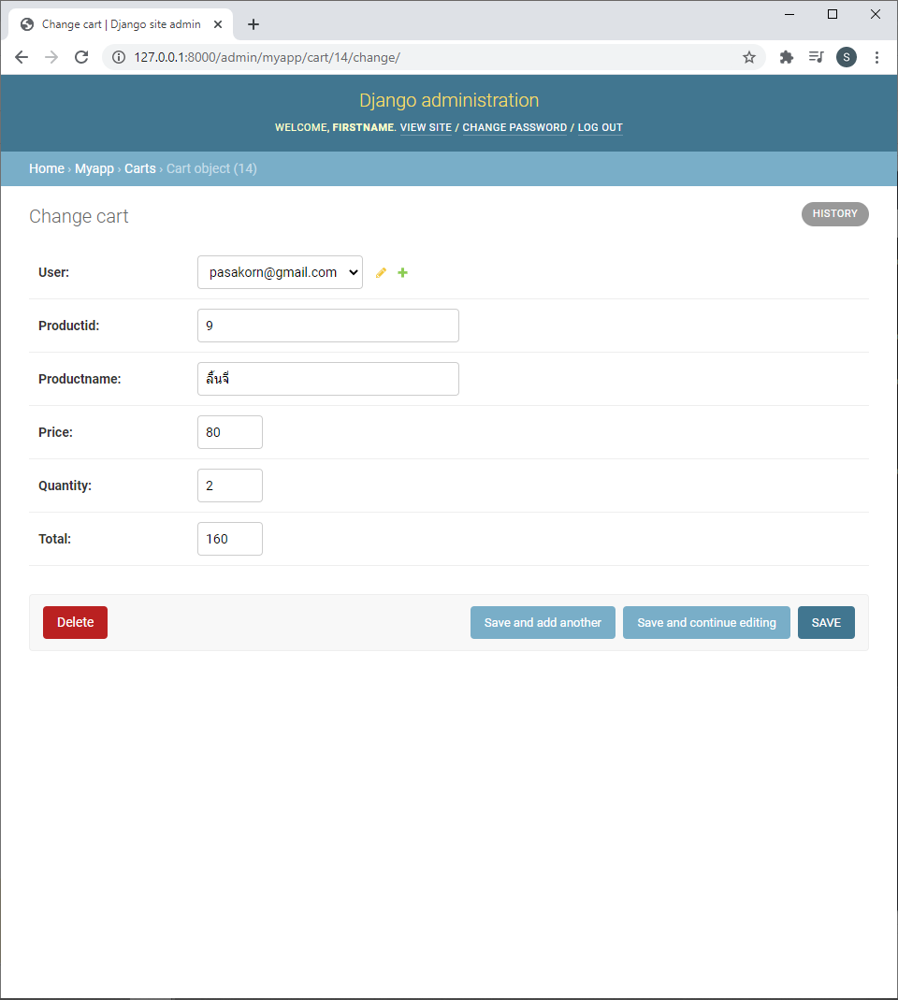 Change cart | Django site admin
127.0.0.1:8000/admin/myapp/cart/14/change/
S
Django administration
WELCOME, FIRSTNAME. VIEW SITE / CHANGE PASSWORD / LOG OUT
Home › Myapp › Carts › Cart object (14)
Change cart
HISTORY
User: pasakorn@gmail.com
Productid: 9
Productname: ลิ้นจี่
Price: 80
Quantity: 2
Total: 160
Delete Save and add another Save and continue editing SAVE